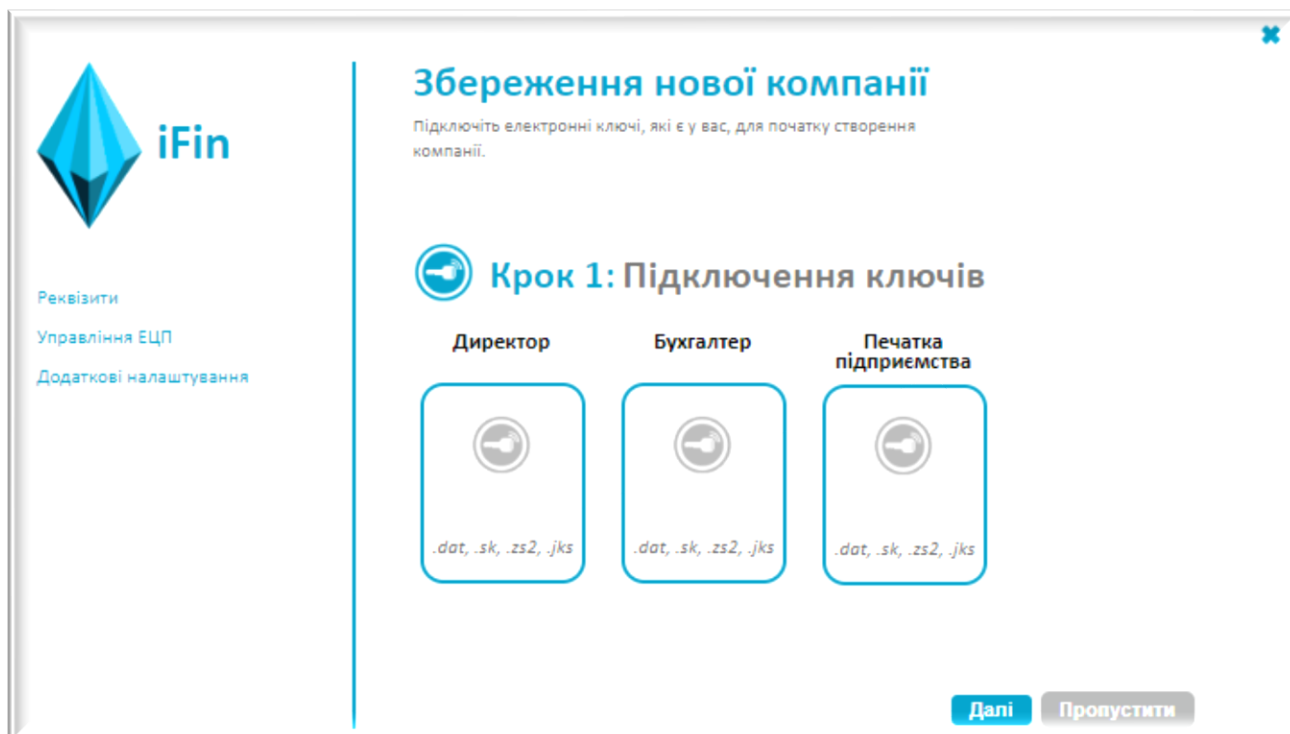 iFin
Реквізити
Управління ЕЦП
Додаткові налаштування
Збереження нової компанії
Підключіть електронні ключі, які є у вас, для початку створення
компанії.
Крок 1: Підключення ключів
Директор
Бухгалтер
Печатка
підприємства
.dat, .sk, .zs2, .jks
.dat, .sk, .zs2, .jks
.dat, .sk, .zs2, .jks
Далі
Пропустити